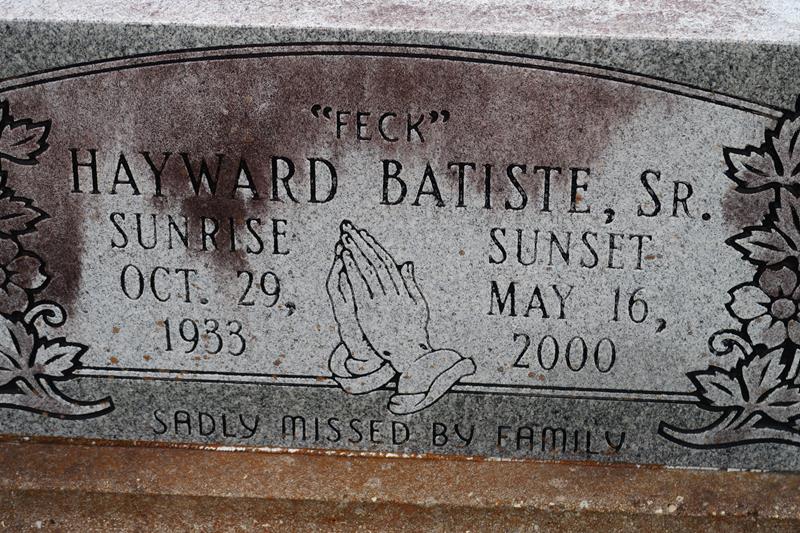 "FECK"
HAYWARD BATISTE, SR.
SUNRISE
OCT. 29,
1933
SUNSET
MAY 16,
2000
SADLY MISSED BY FAMILY